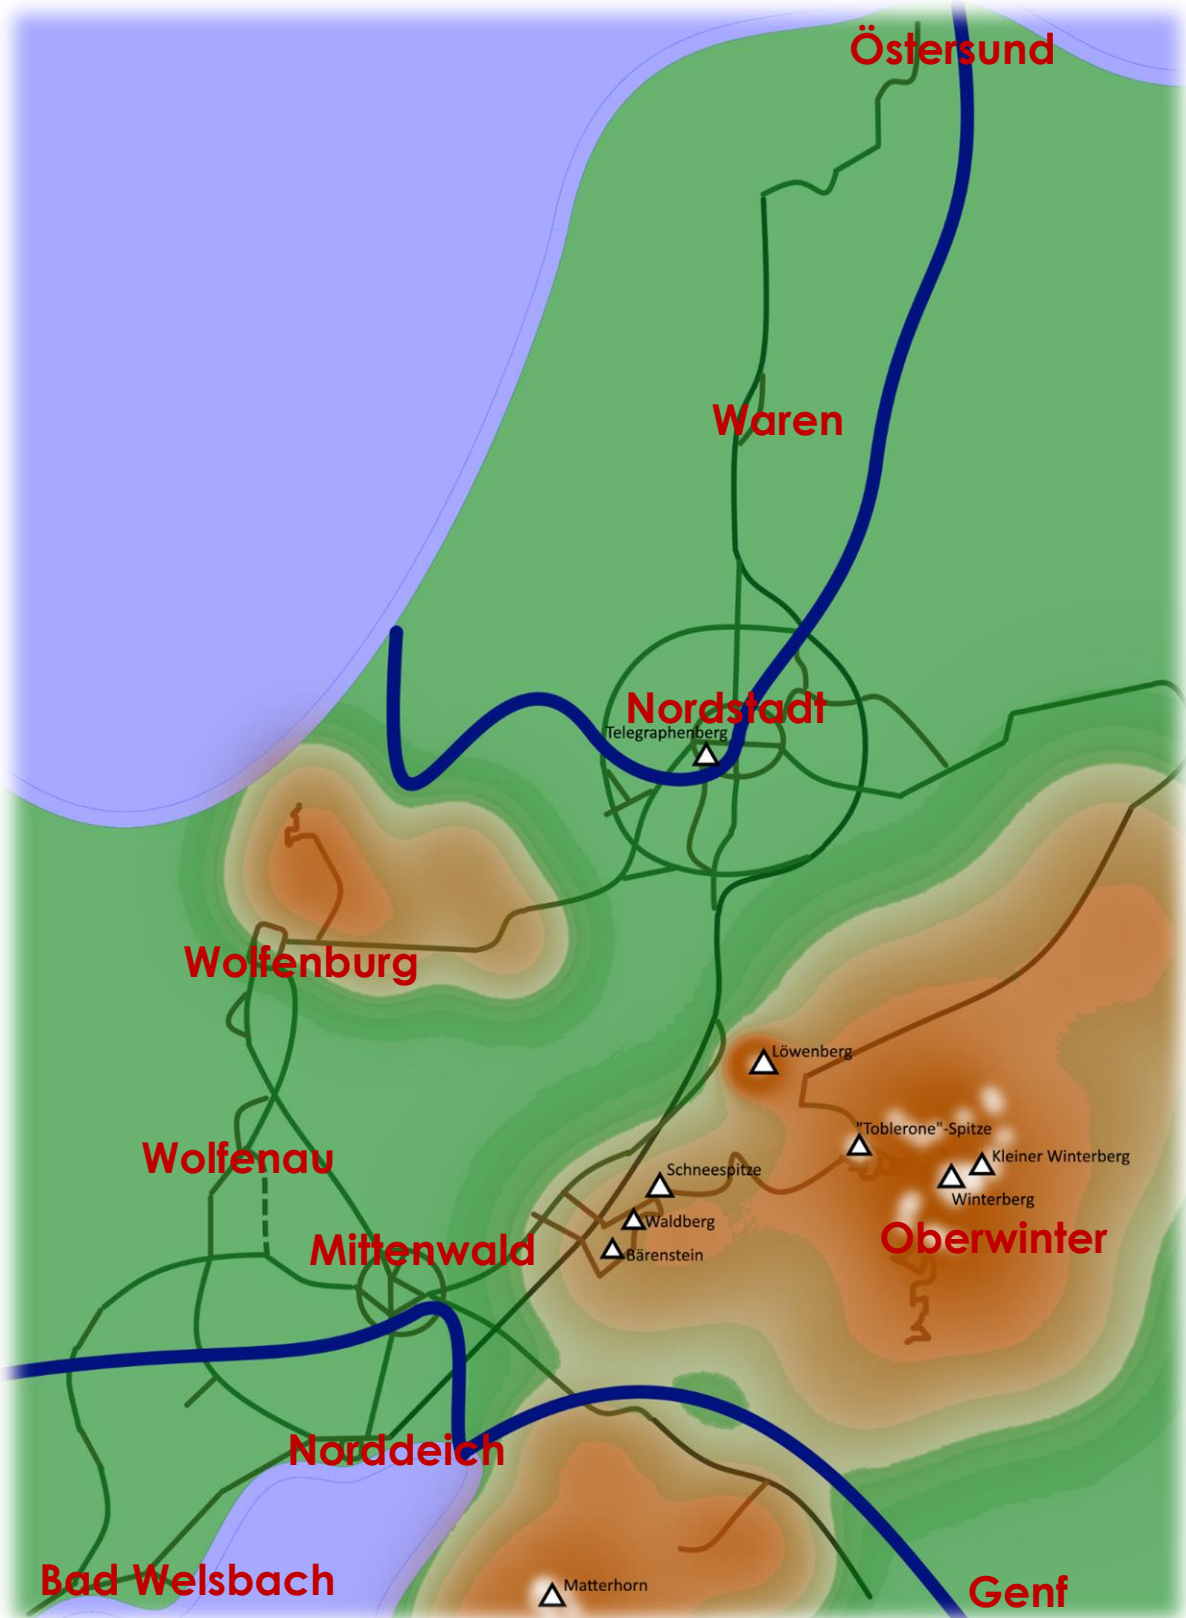 Östersund
Waren
Nordstadt
Telegraphenberg
Wolfenburg
Löwenberg
"Toblerone"-Spitze
Kleiner Winterberg
Wolfenau
Schneespitze
Winterberg
Waldberg
Oberwinter
Mittenwald
Bärenstein
Norddeich
Bad Welsbach
Matterhorn
Genf